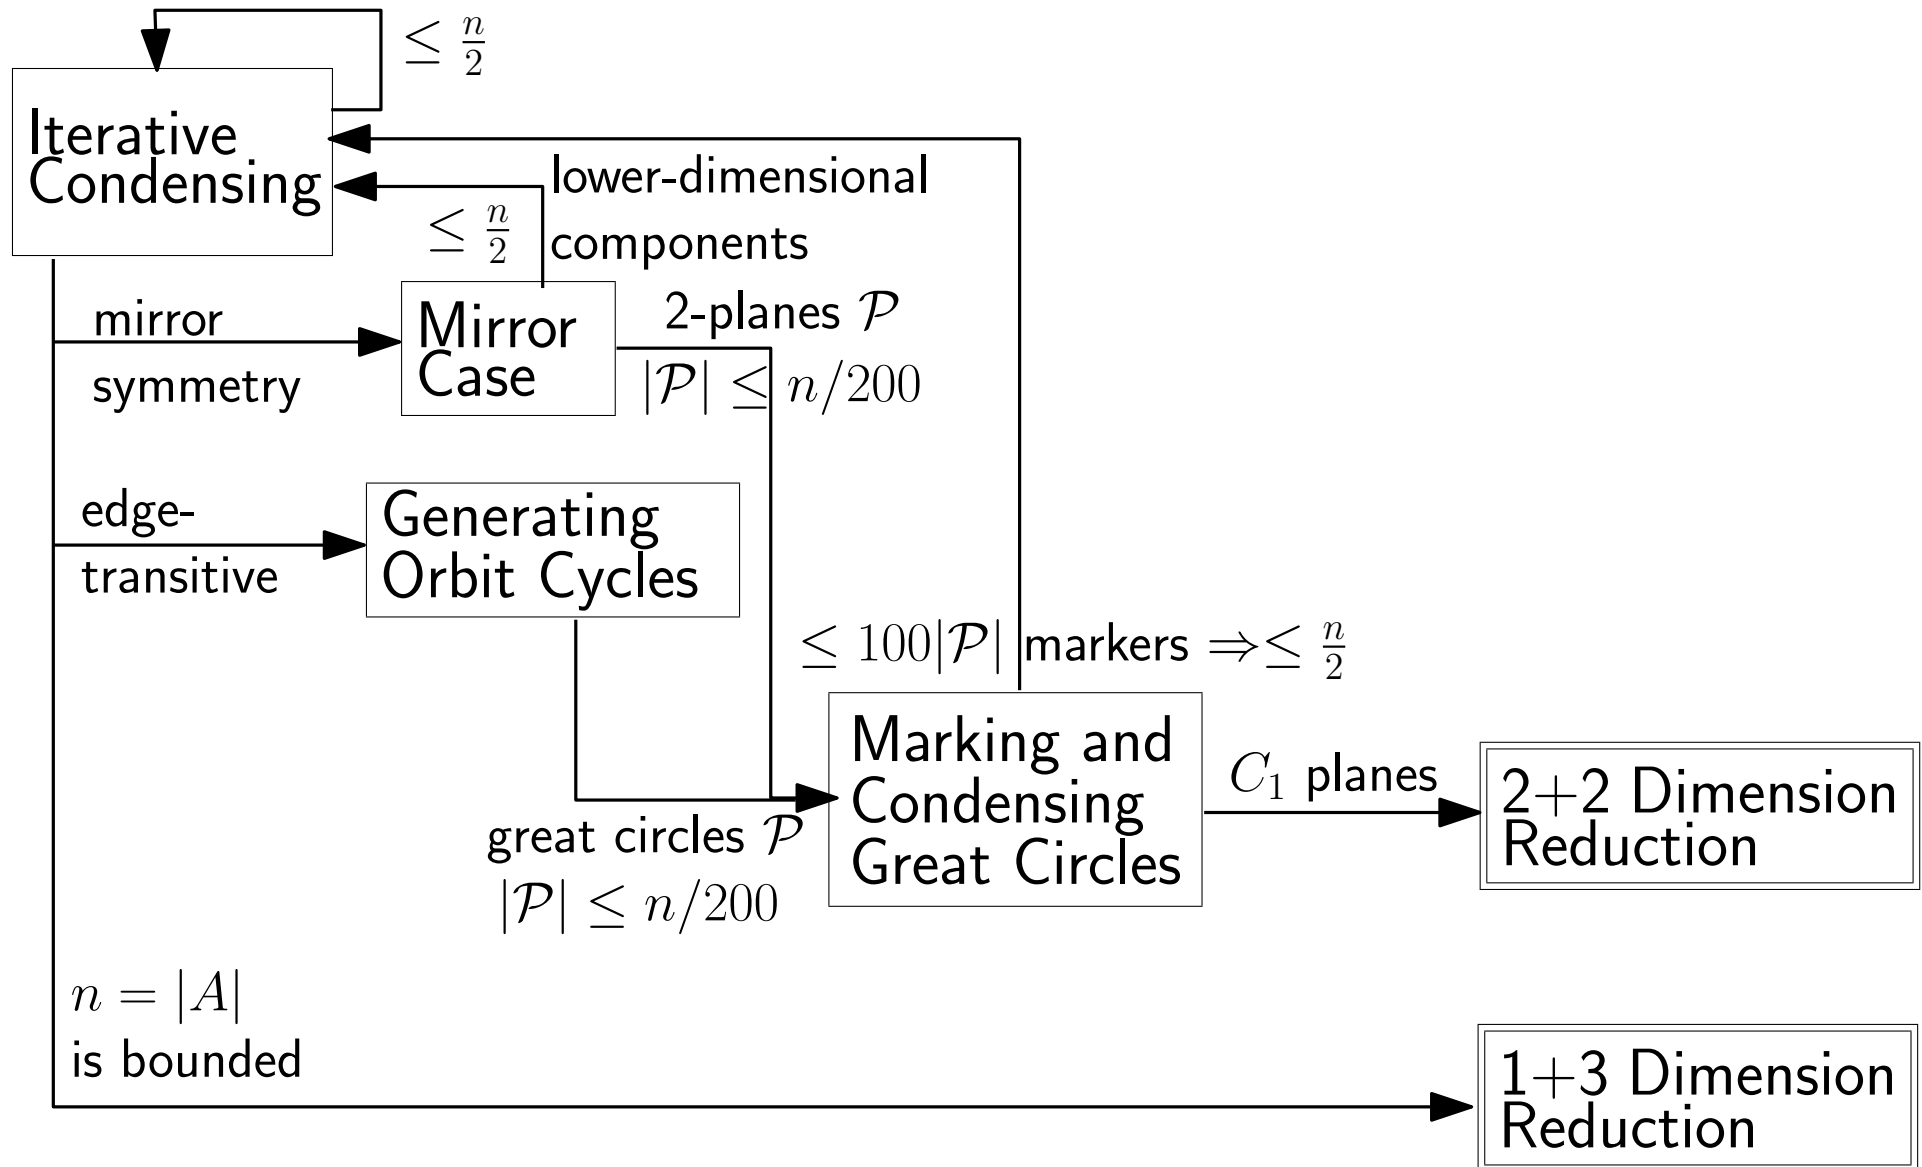 ≤ n/2
Iterative
Condensing
lower-dimensional
≤ n/2
components
mirror
symmetry
Mirror
Case
2-planes 𝒫
|𝒫| ≤ n/200
edge-
transitive
Generating
Orbit Cycles
≤ 100|𝒫| markers ⇒≤ n/2
great circles 𝒫
|𝒫| ≤ n/200
Marking and
Condensing
Great Circles
C₁ planes
2+2 Dimension
Reduction
n = |A|
is bounded
1+3 Dimension
Reduction